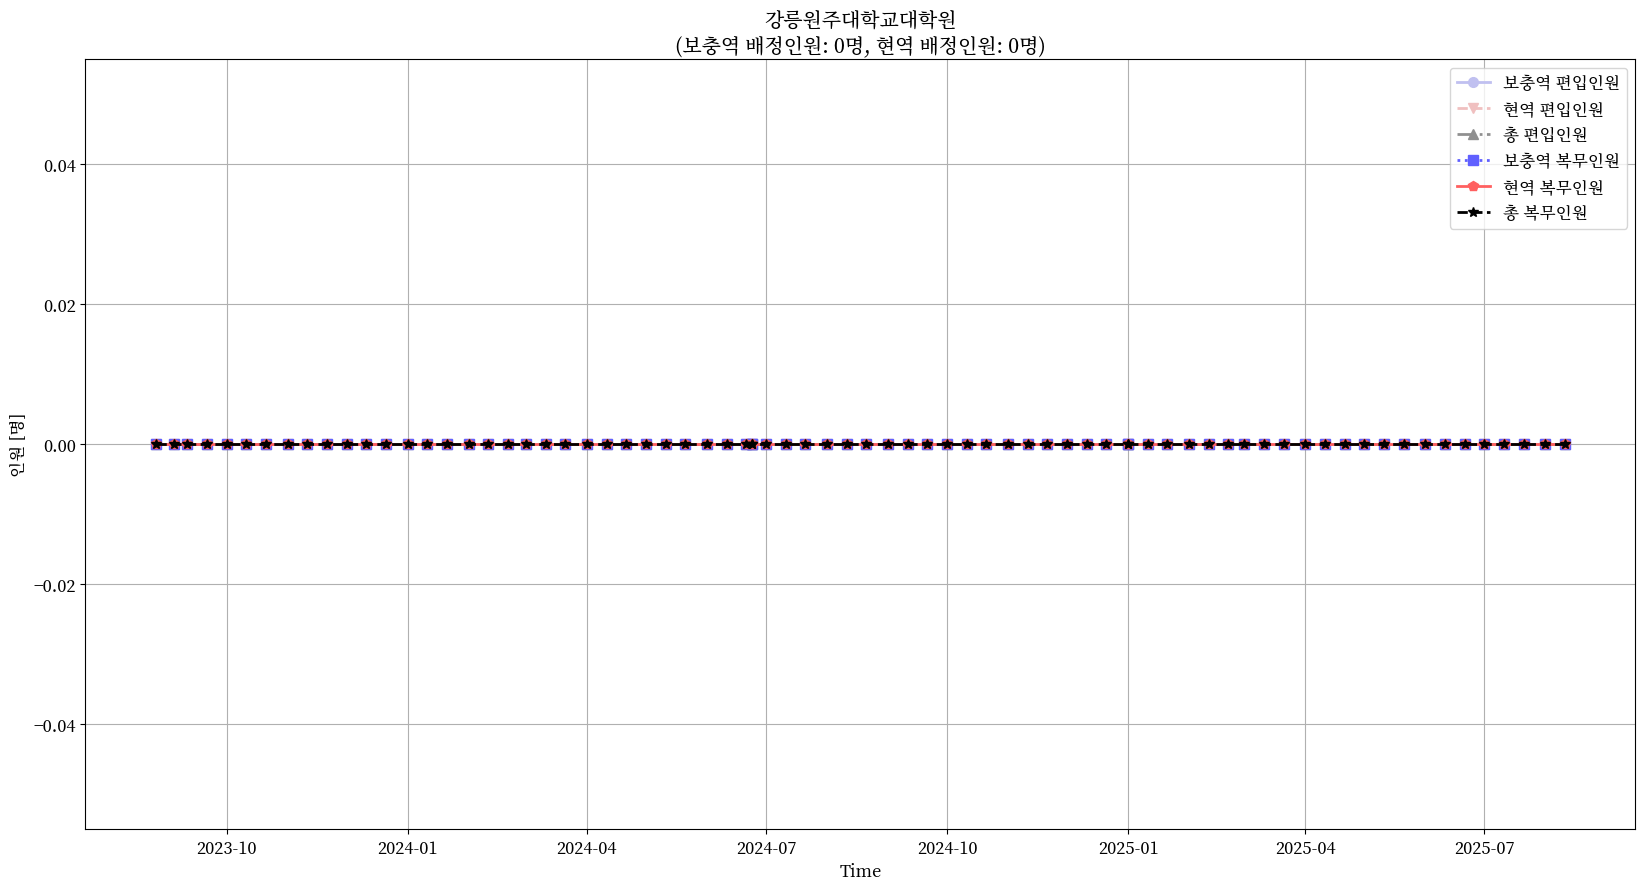 강릉원주대학교대학원
(보충역 배정인원: 0명, 현역 배정인원: 0명)
보충역 편입인원
현역 편입인원
총 편입인원
보충역 복무인원
현역 복무인원
총 복무인원
인원 [명]
0.04
0.02
0.00
−0.02
−0.04
2023-10
2024-01
2024-04
2024-07
2024-10
2025-01
2025-04
2025-07
Time